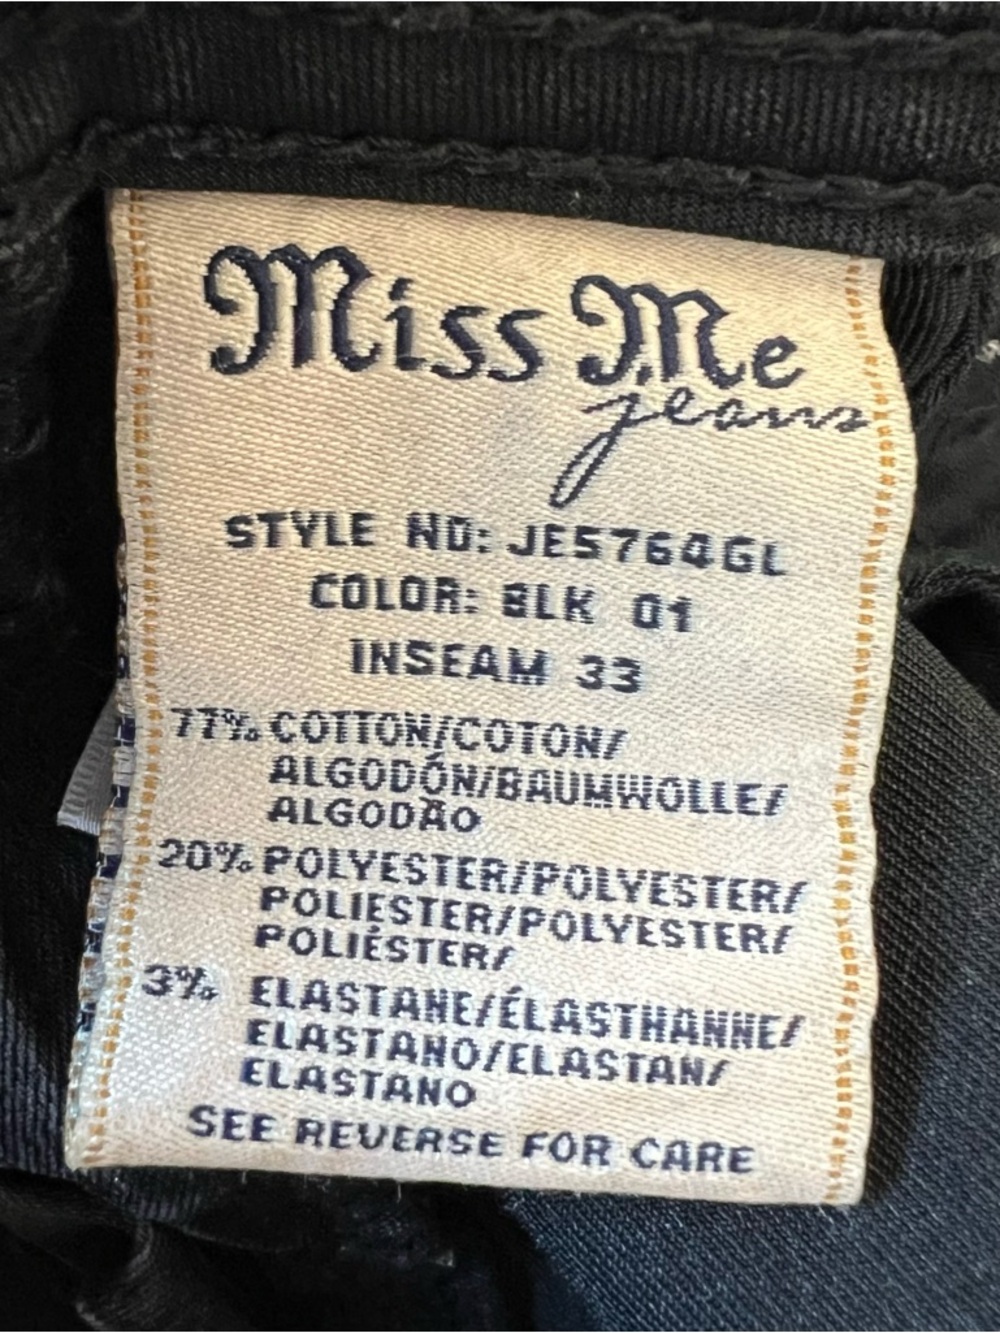 Miss Me
jeans
STYLE NO: JE5764GL
COLOR: BLK 01
INSEAM 33
77% COTTON/COTON/
ALGODÓN/BAUMWOLLE/
ALGODÃO
20% POLYESTER/POLYESTER/
POLIESTER/POLYESTER/
POLIÉSTER/
3% ELASTANE/ÉLASTHANNE/
ELASTANO/ELASTAN/
ELASTANO
SEE REVERSE FOR CARE